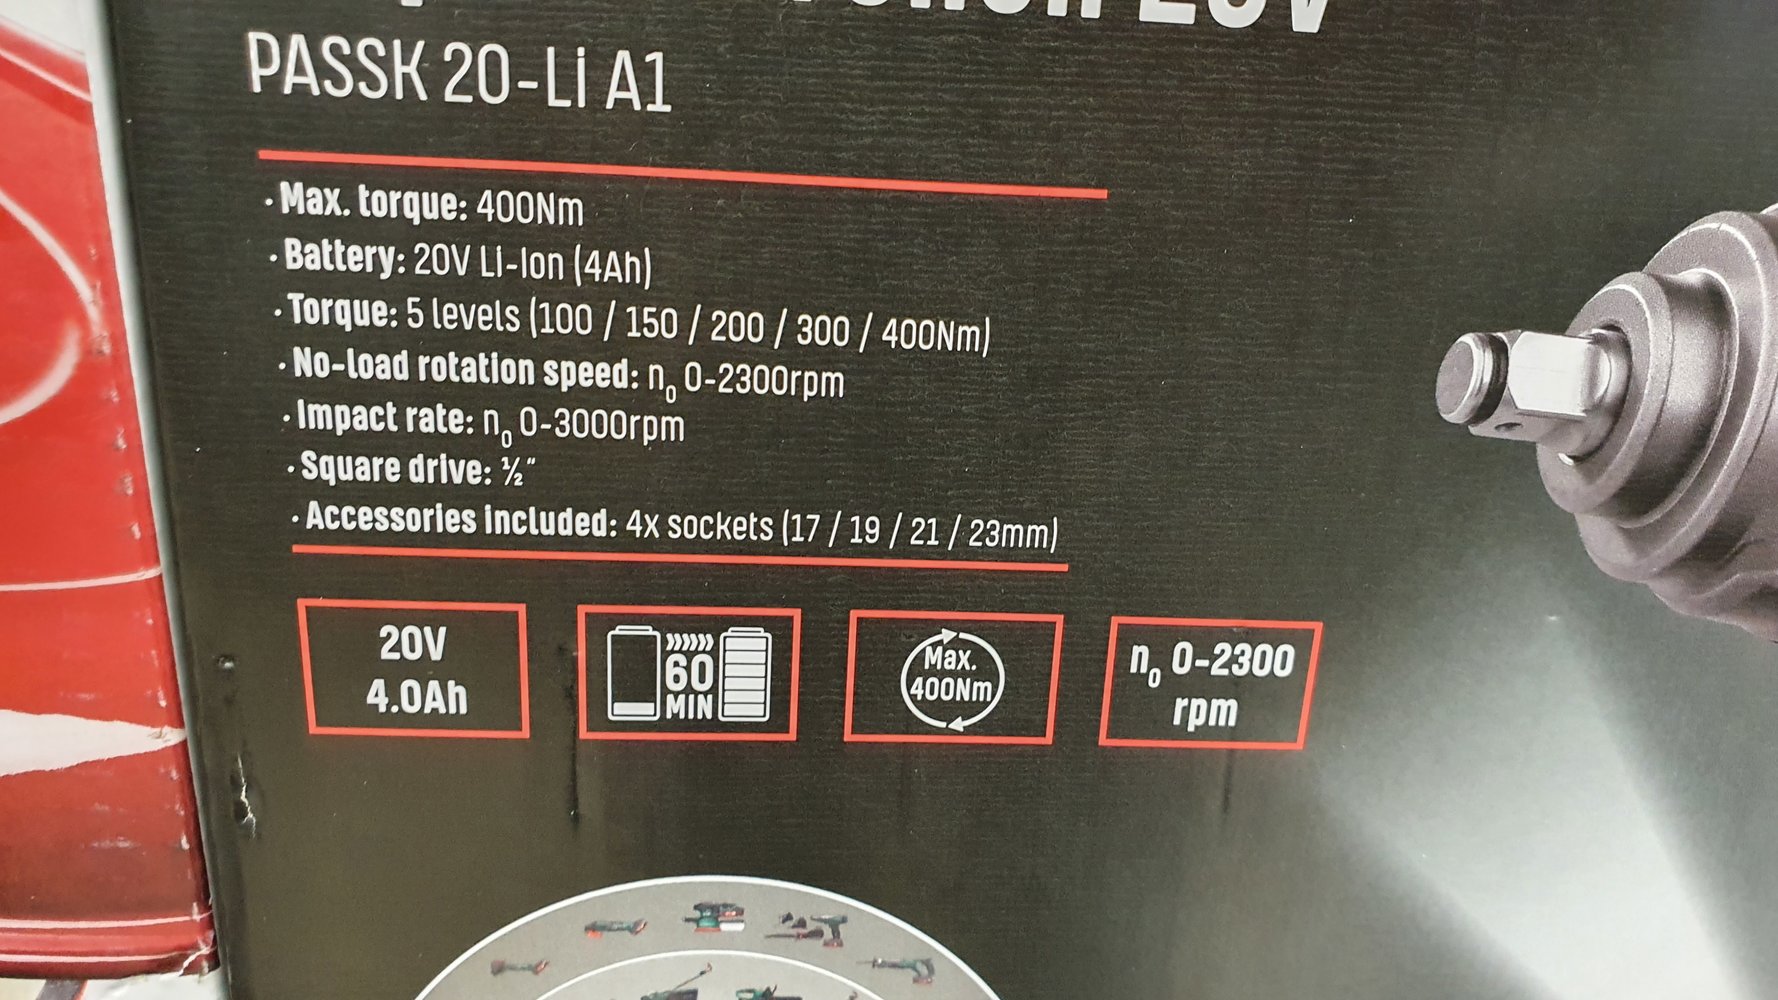 20V
PASSK 20-Li A1
· Max. torque: 400Nm
· Battery: 20V Li-Ion (4Ah)
· Torque: 5 levels (100 / 150 / 200 / 300 / 400Nm)
· No-load rotation speed: n₀ 0-2300rpm
· Impact rate: n₀ 0-3000rpm
· Square drive: ½"
· Accessories included: 4x sockets (17 / 19 / 21 / 23mm)
20V
4.0Ah
60
MIN
Max.
400Nm
n₀ 0-2300
rpm